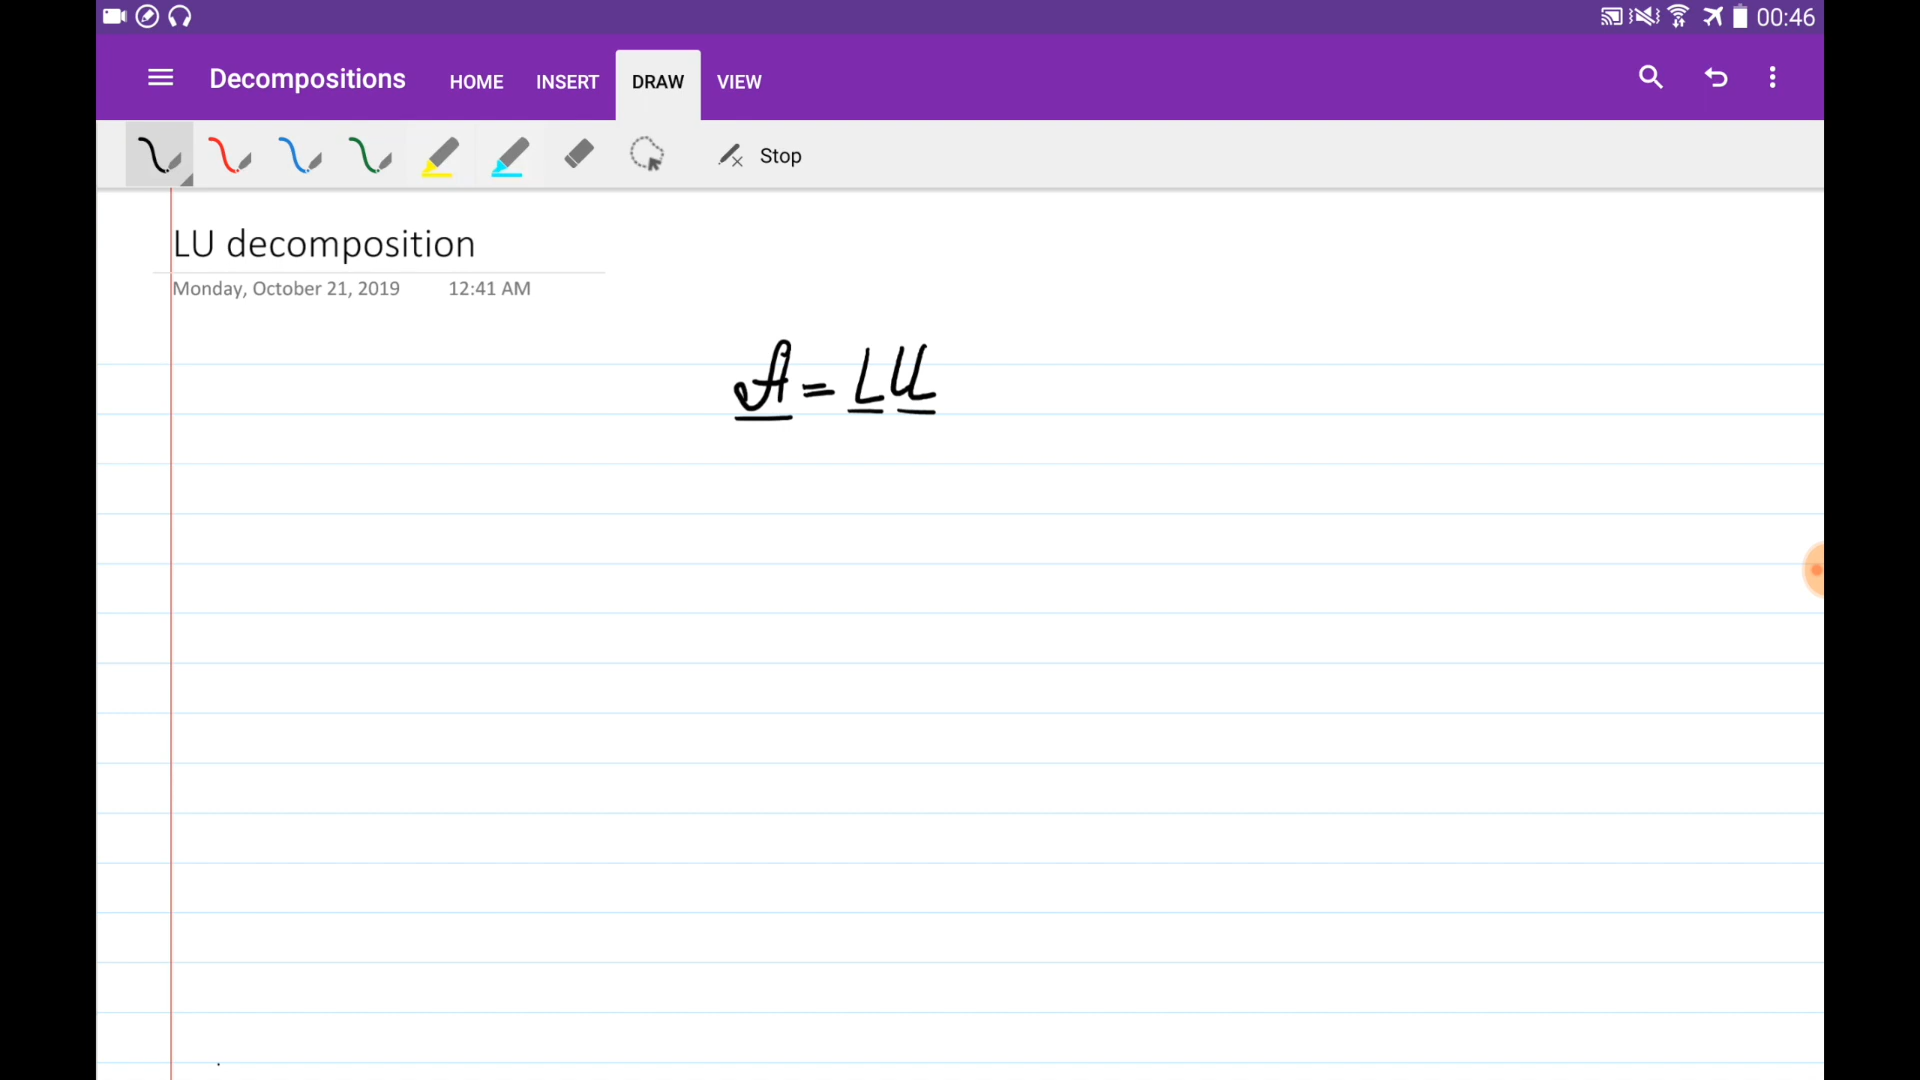 00:46
Decompositions HOME INSERT DRAW VIEW
Stop
LU decomposition
Monday, October 21, 2019 12:41 AM
A = LU